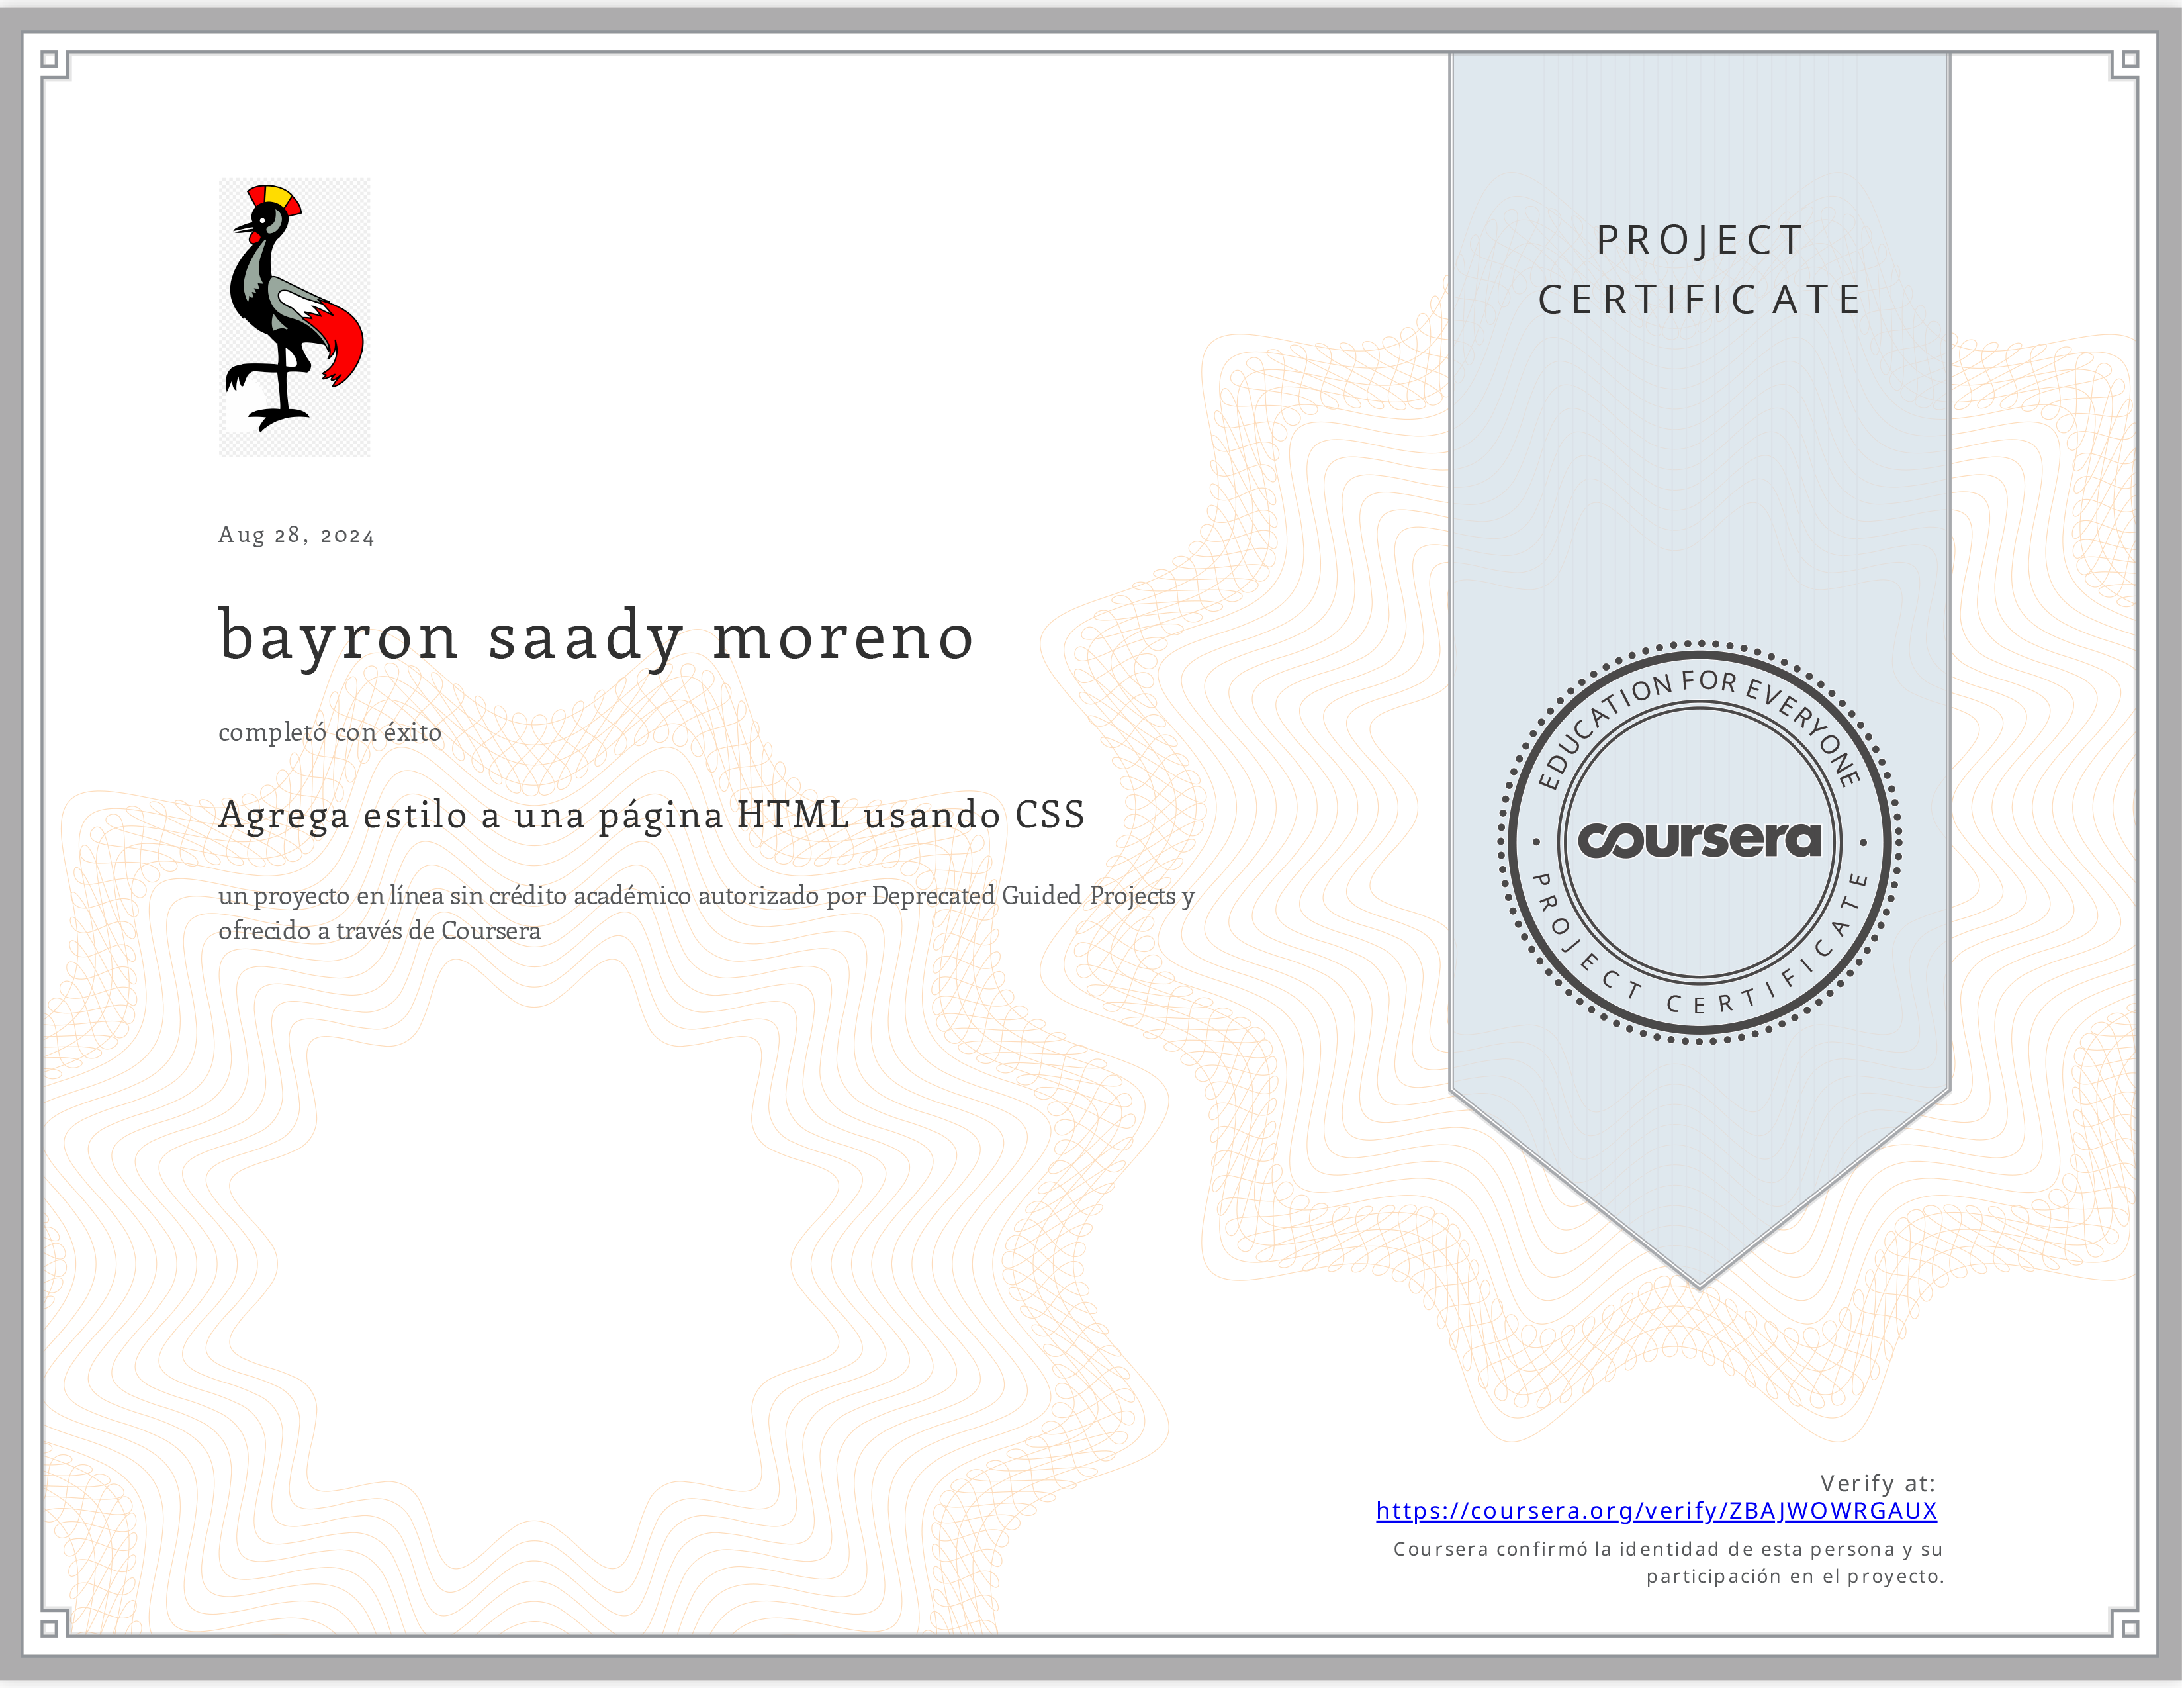 PROJECT
CERTIFICATE
Aug 28, 2024
bayron saady moreno
completó con éxito
Agrega estilo a una página HTML usando CSS
un proyecto en línea sin crédito académico autorizado por Deprecated Guided Projects y
ofrecido a través de Coursera
EDUCATION FOR EVERYONE
coursera
PROJECT CERTIFICATE
Verify at:
https://coursera.org/verify/ZBAJWOWRGAUX
Coursera confirmó la identidad de esta persona y su
participación en el proyecto.